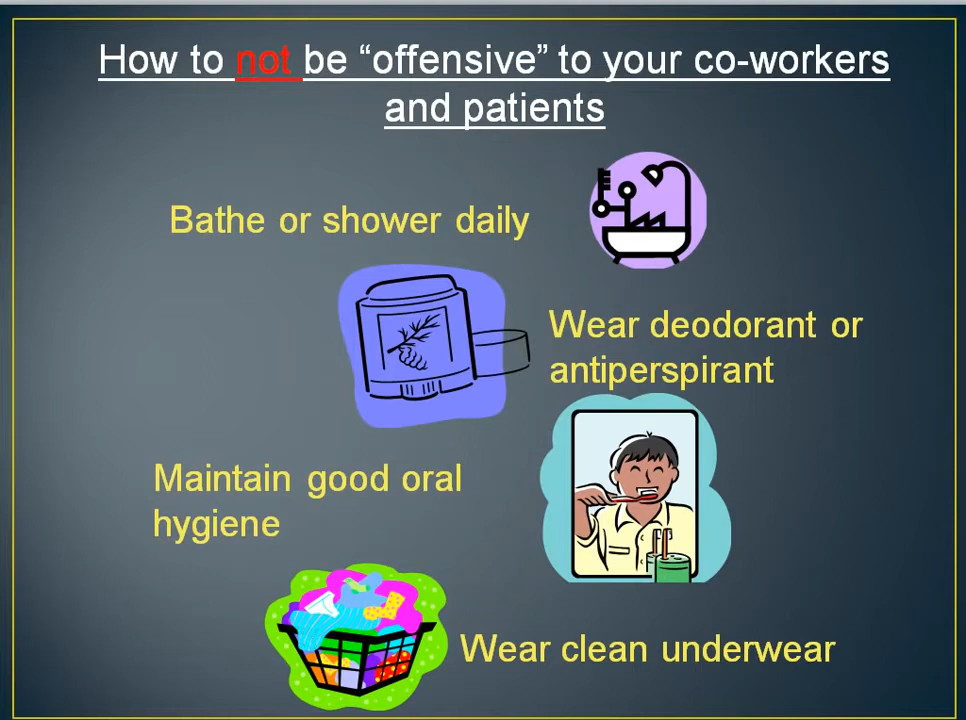 How to not be “offensive” to your co-workers
and patients
Bathe or shower daily
Wear deodorant or
antiperspirant
Maintain good oral
hygiene
Wear clean underwear